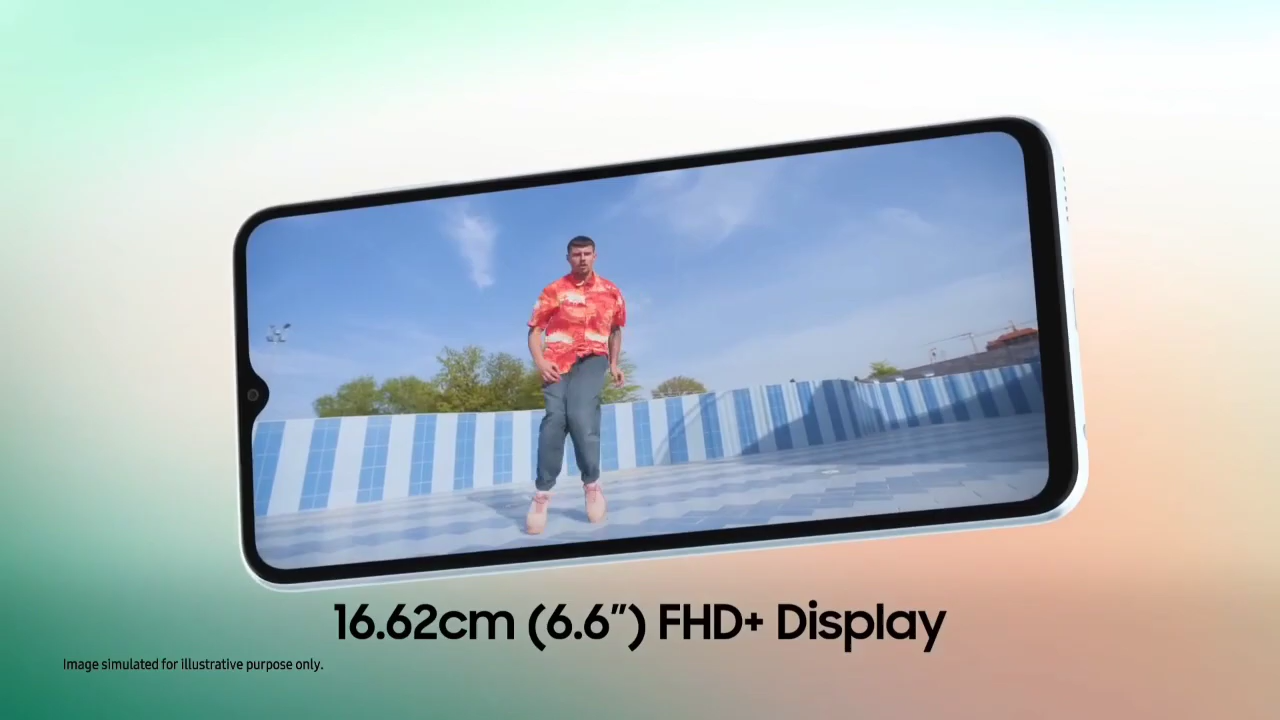 16.62cm (6.6”) FHD+ Display
Image simulated for illustrative purpose only.